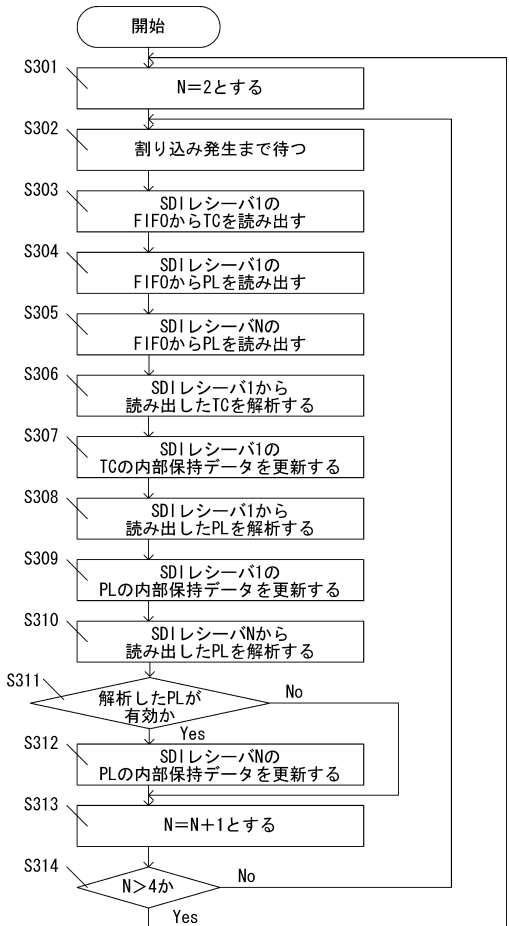 開始
S301
N=2とする
S302
割り込み発生まで待つ
S303
SDIレシーバ1の
FIFOからTCを読み出す
S304
SDIレシーバ1の
FIFOからPLを読み出す
S305
SDIレシーバNの
FIFOからPLを読み出す
S306
SDIレシーバ1から
読み出したTCを解析する
S307
SDIレシーバ1の
TCの内部保持データを更新する
S308
SDIレシーバ1から
読み出したPLを解析する
S309
SDIレシーバ1の
PLの内部保持データを更新する
S310
SDIレシーバNから
読み出したPLを解析する
S311
解析したPLが
有効か
No
Yes
S312
SDIレシーバNの
PLの内部保持データを更新する
S313
N=N+1とする
S314
N>4か
No
Yes